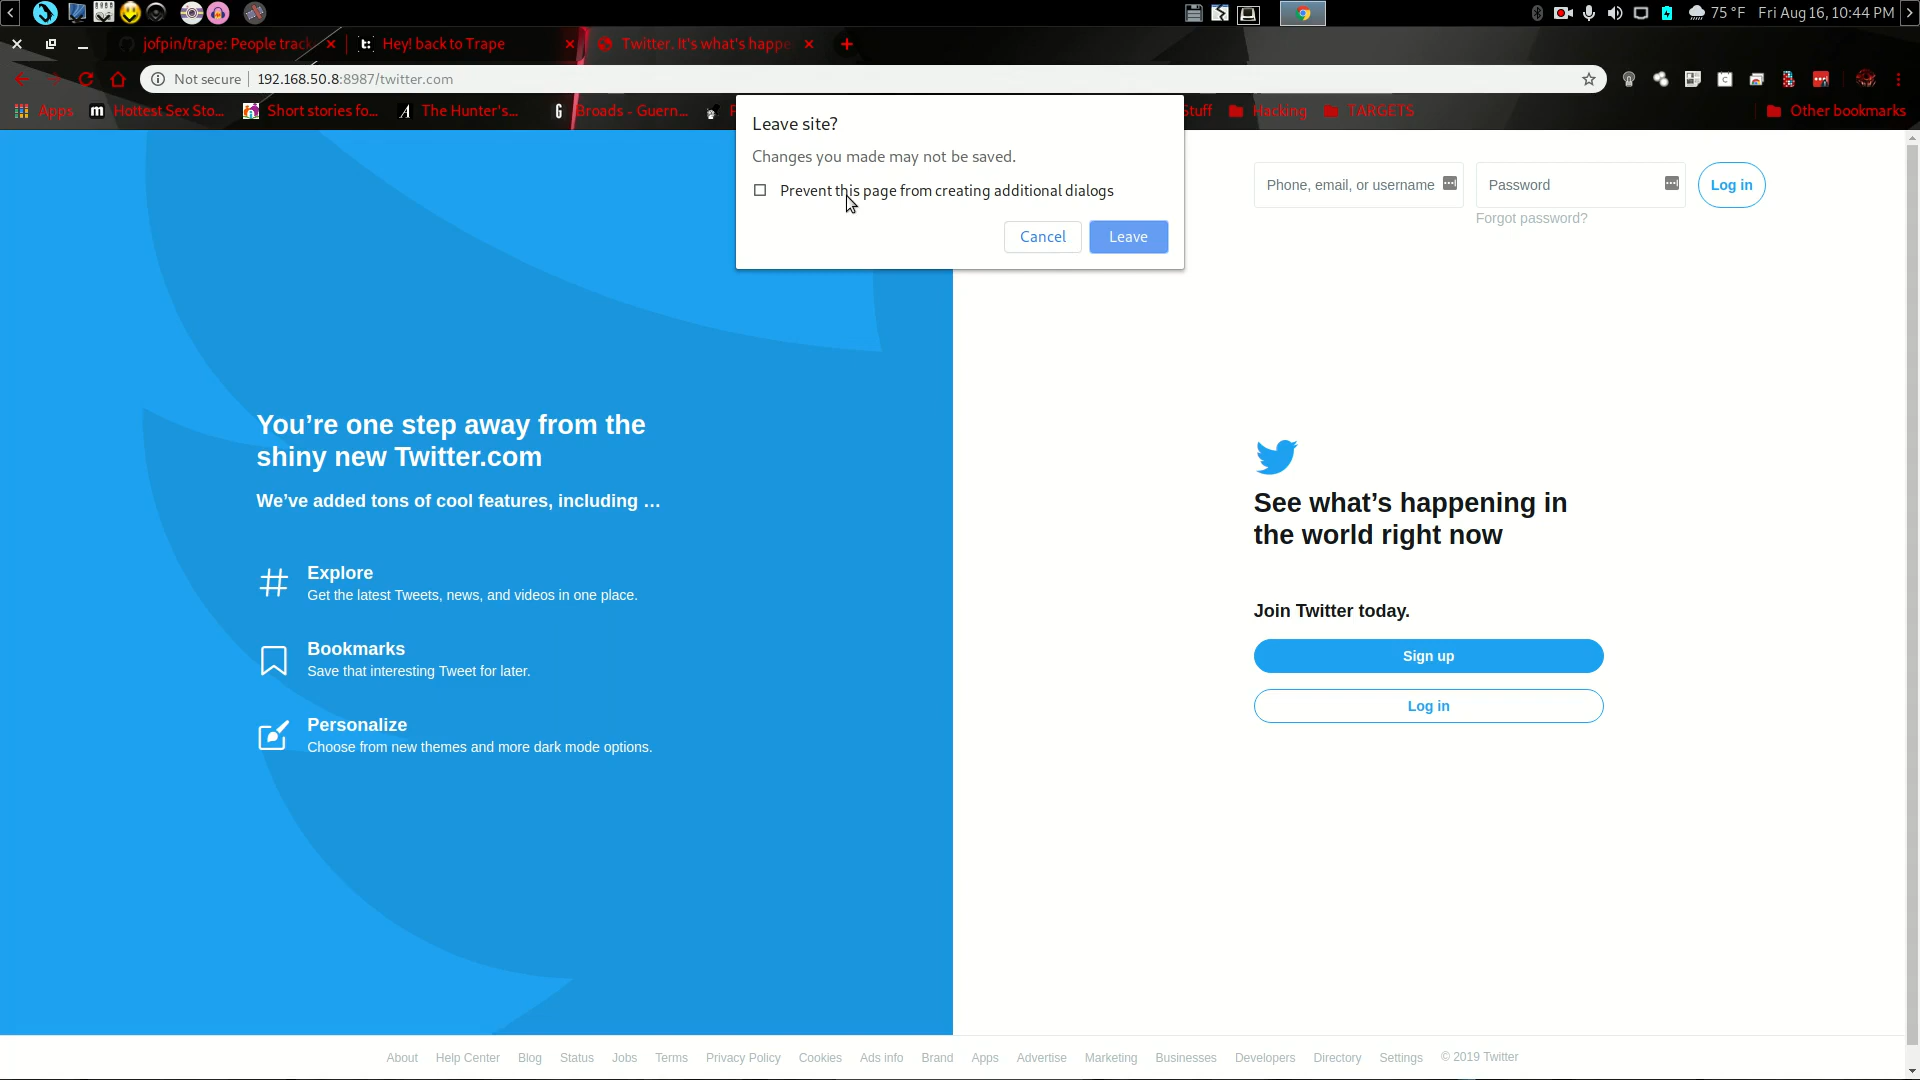 75 °F Fri Aug 16, 10:44 PM
jofpin/trape: People trac
Hey! back to Trape
Twitter. It's what's happe
Not secure
192.168.50.8:8987/twitter.com
Apps
Hottest Sex Sto...
Short stories fo...
The Hunter's...
Broads - Guern...
Stuff
Hacking
TARGETS
Other bookmarks
Leave site?
Changes you made may not be saved.
Prevent this page from creating additional dialogs
Cancel
Leave
Phone, email, or username
Password
Log in
Forgot password?
You’re one step away from the
shiny new Twitter.com
We’ve added tons of cool features, including …
Explore
Get the latest Tweets, news, and videos in one place.
Bookmarks
Save that interesting Tweet for later.
Personalize
Choose from new themes and more dark mode options.
See what’s happening in
the world right now
Join Twitter today.
Sign up
Log in
About Help Center Blog Status Jobs Terms Privacy Policy Cookies Ads info Brand Apps Advertise Marketing Businesses Developers Directory Settings © 2019 Twitter